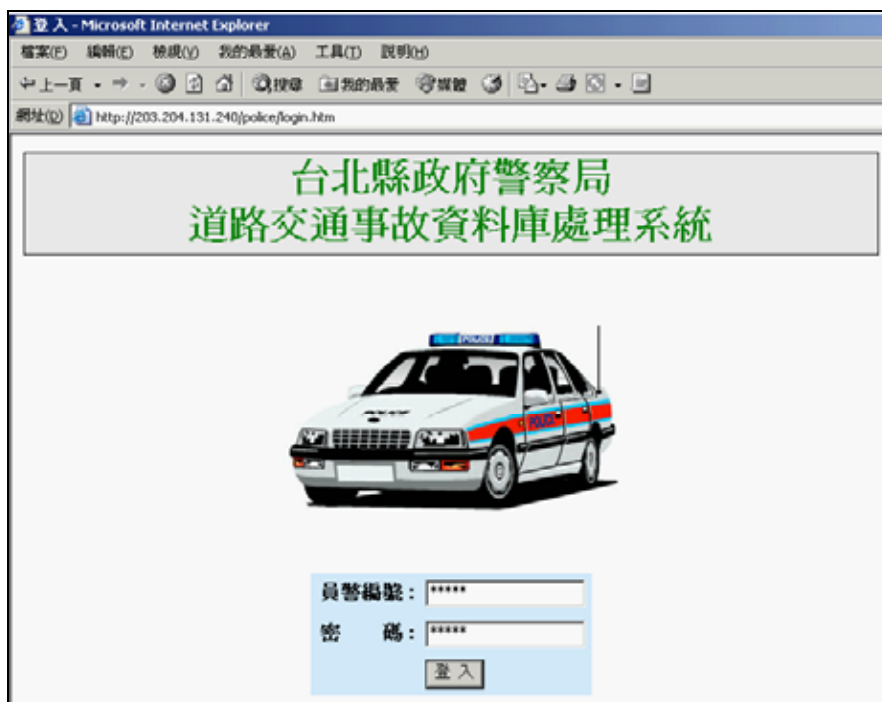 登 入 - Microsoft Internet Explorer
檔案(F) 編輯(E) 檢視(V) 我的最愛(A) 工具(T) 說明(H)
上一頁 搜尋 我的最愛 媒體
網址(D) http://203.204.131.240/police/login.htm
台北縣政府警察局
道路交通事故資料庫處理系統
POLICE
POLICE
POLICE
員警編號： *****
密 碼： *****
登 入